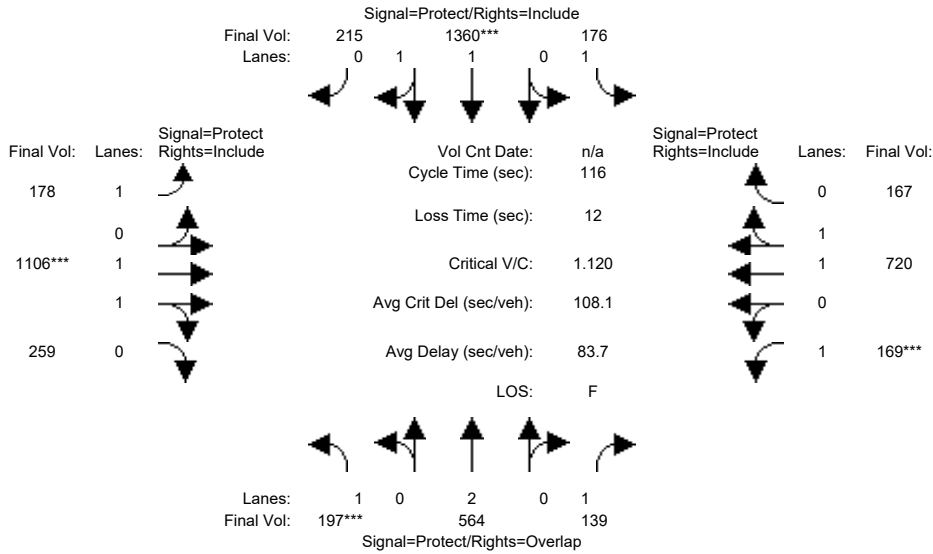 Signal=Protect/Rights=Include
Final Vol: 215 1360*** 176
Lanes: 0 1 1 0 1
Signal=Protect Signal=Protect
Final Vol: Lanes: Rights=Include Vol Cnt Date: n/a Rights=Include Lanes: Final Vol:
Cycle Time (sec): 116
178 1 0 167
Loss Time (sec): 12
0 1
1106*** 1 Critical V/C: 1.120 1 720
1 Avg Crit Del (sec/veh): 108.1 0
259 0 Avg Delay (sec/veh): 83.7 1 169***
LOS: F
Lanes: 1 0 2 0 1
Final Vol: 197*** 564 139
Signal=Protect/Rights=Overlap